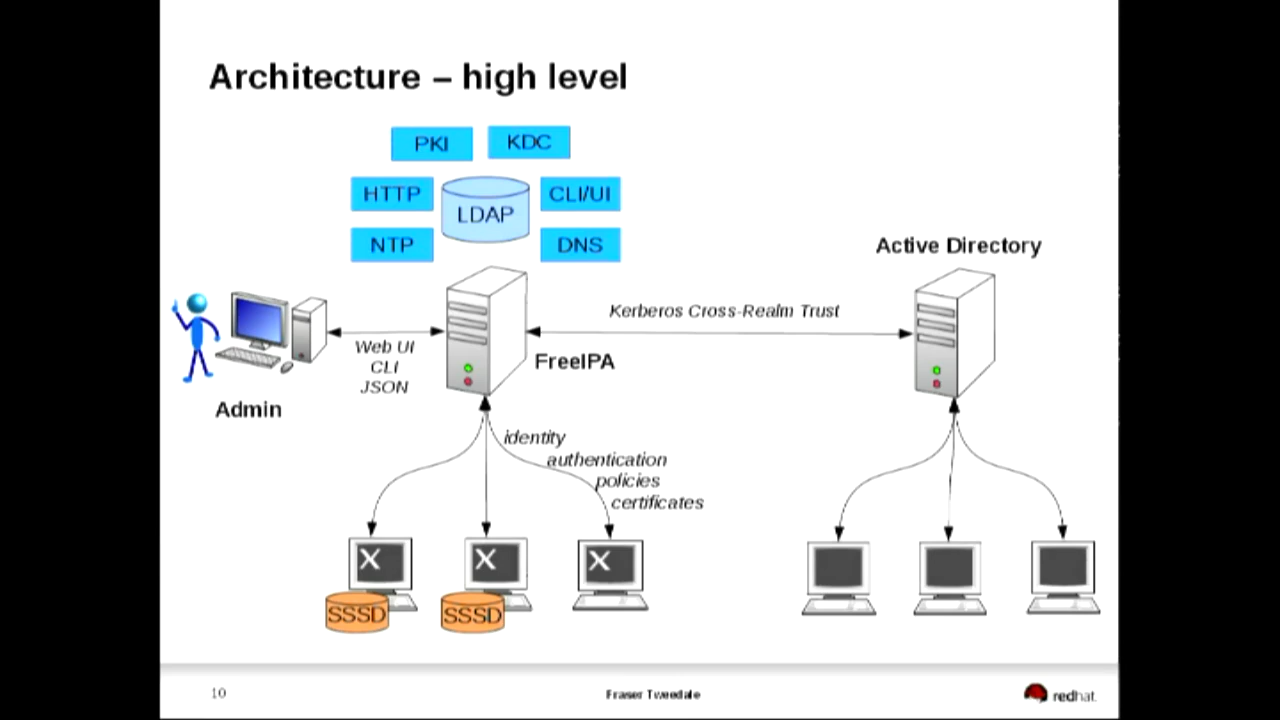 Architecture – high level
PKI
KDC
HTTP
LDAP
CLI/UI
NTP
DNS
Active Directory
Kerberos Cross-Realm Trust
Web UI
CLI
JSON
FreeIPA
Admin
identity
authentication
policies
certificates
X
X
X
SSSD
SSSD
10
Fraser Tweedale
redhat.